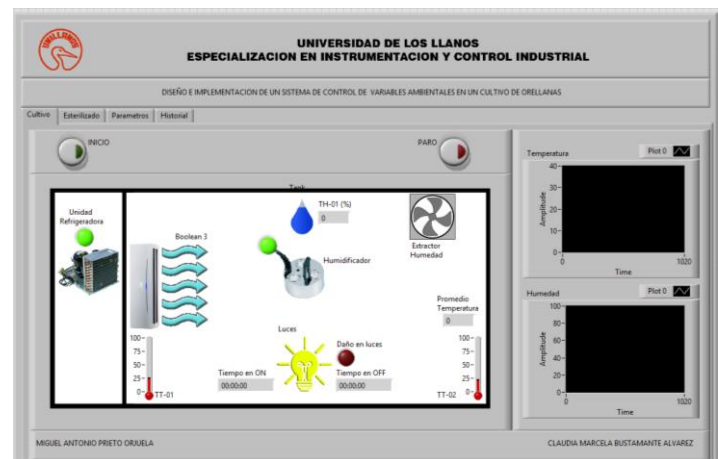 UNILLANOS
UNIVERSIDAD DE LOS LLANOS
ESPECIALIZACION EN INSTRUMENTACION Y CONTROL INDUSTRIAL
DISEÑO E IMPLEMENTACION DE UN SISTEMA DE CONTROL DE VARIABLES AMBIENTALES EN UN CULTIVO DE ORELLANAS
Cultivo Esterilizado Parametros Historial
INICIO
PARO
Tank
Unidad
Refrigeradora
Boolean 3
TH-01 (%)
0
Humidificador
Extractor
Humedad
Promedio
Temperatura
0
Luces
Daño en luces
Tiempo en ON
00:00:00
Tiempo en OFF
00:00:00
100-
75-
50-
25-
0-
TT-01
100-
75-
50-
25-
0-
TT-02
Temperatura
Plot 0
Amplitude
40-
30-
20-
10-
0-
0
1020
Time
Humedad
Plot 0
Amplitude
100-
80-
60-
40-
20-
0-
0
1020
Time
MIGUEL ANTONIO PRIETO ORJUELA
CLAUDIA MARCELA BUSTAMANTE ALVAREZ